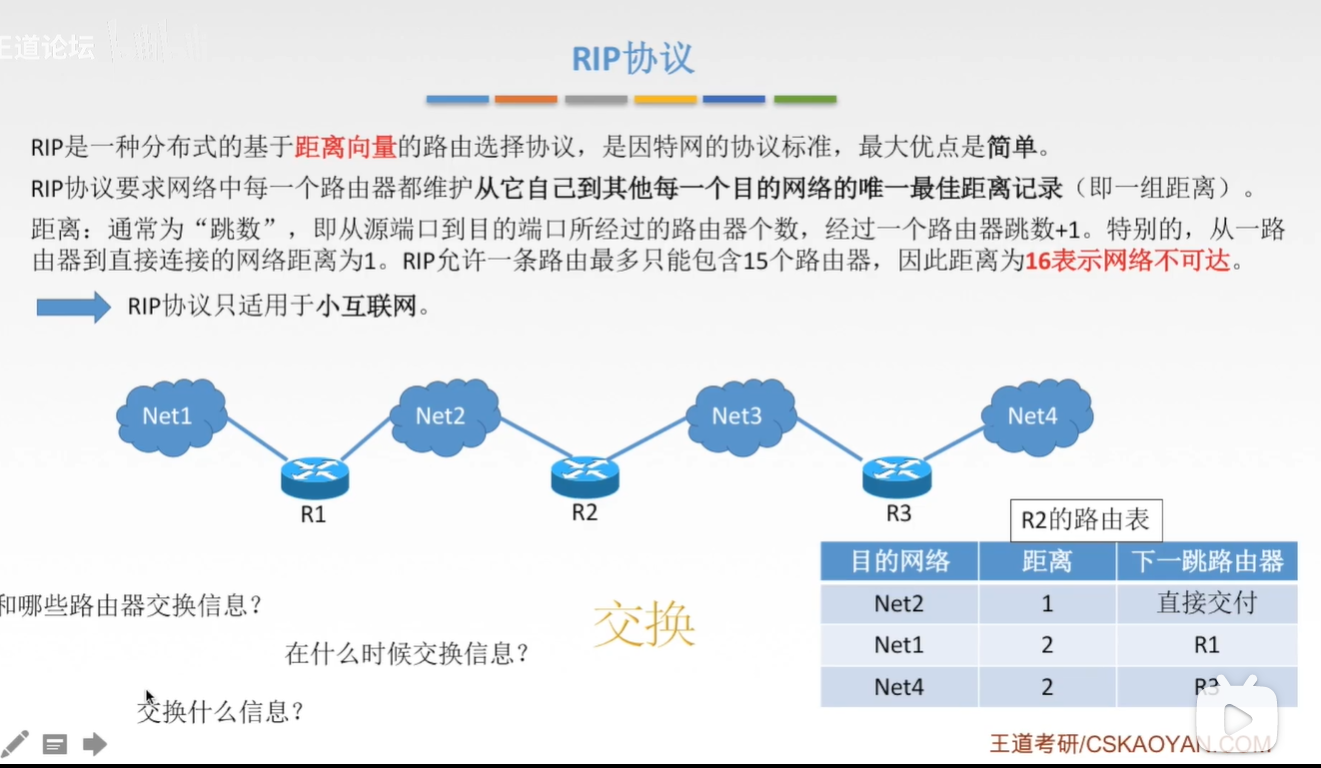 王道论坛
RIP协议
RIP是一种分布式的基于距离向量的路由选择协议，是因特网的协议标准，最大优点是简单。
RIP协议要求网络中每一个路由器都维护从它自己到其他每一个目的网络的唯一最佳距离记录（即一组距离）。
距离：通常为“跳数”，即从源端口到目的端口所经过的路由器个数，经过一个路由器跳数+1。特别的，从一路
由器到直接连接的网络距离为1。RIP允许一条路由最多只能包含15个路由器，因此距离为16表示网络不可达。
RIP协议只适用于小互联网。
Net1 Net2 Net3 Net4
R1 R2 R3
R2的路由表
目的网络 距离 下一跳路由器
Net2 1 直接交付
Net1 2 R1
Net4 2 R3
和哪些路由器交换信息？
在什么时候交换信息？
交换什么信息？
交换
王道考研/CSKAOYAN.COM